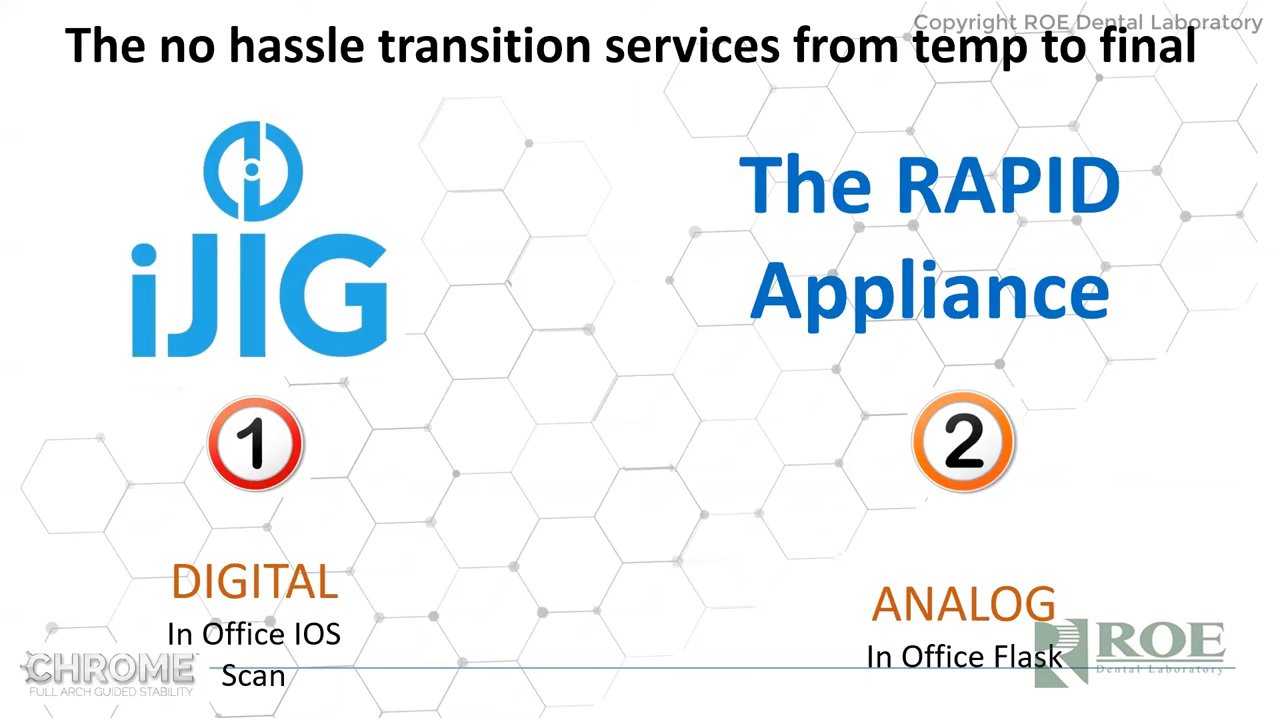 Copyright ROE Dental Laboratory
The no hassle transition services from temp to final
iJIG
The RAPID
Appliance
1
2
DIGITAL
In Office IOS
Scan
ANALOG
In Office Flask
CHROME™
FULL ARCH GUIDED STABILITY
ROE
Dental Laboratory